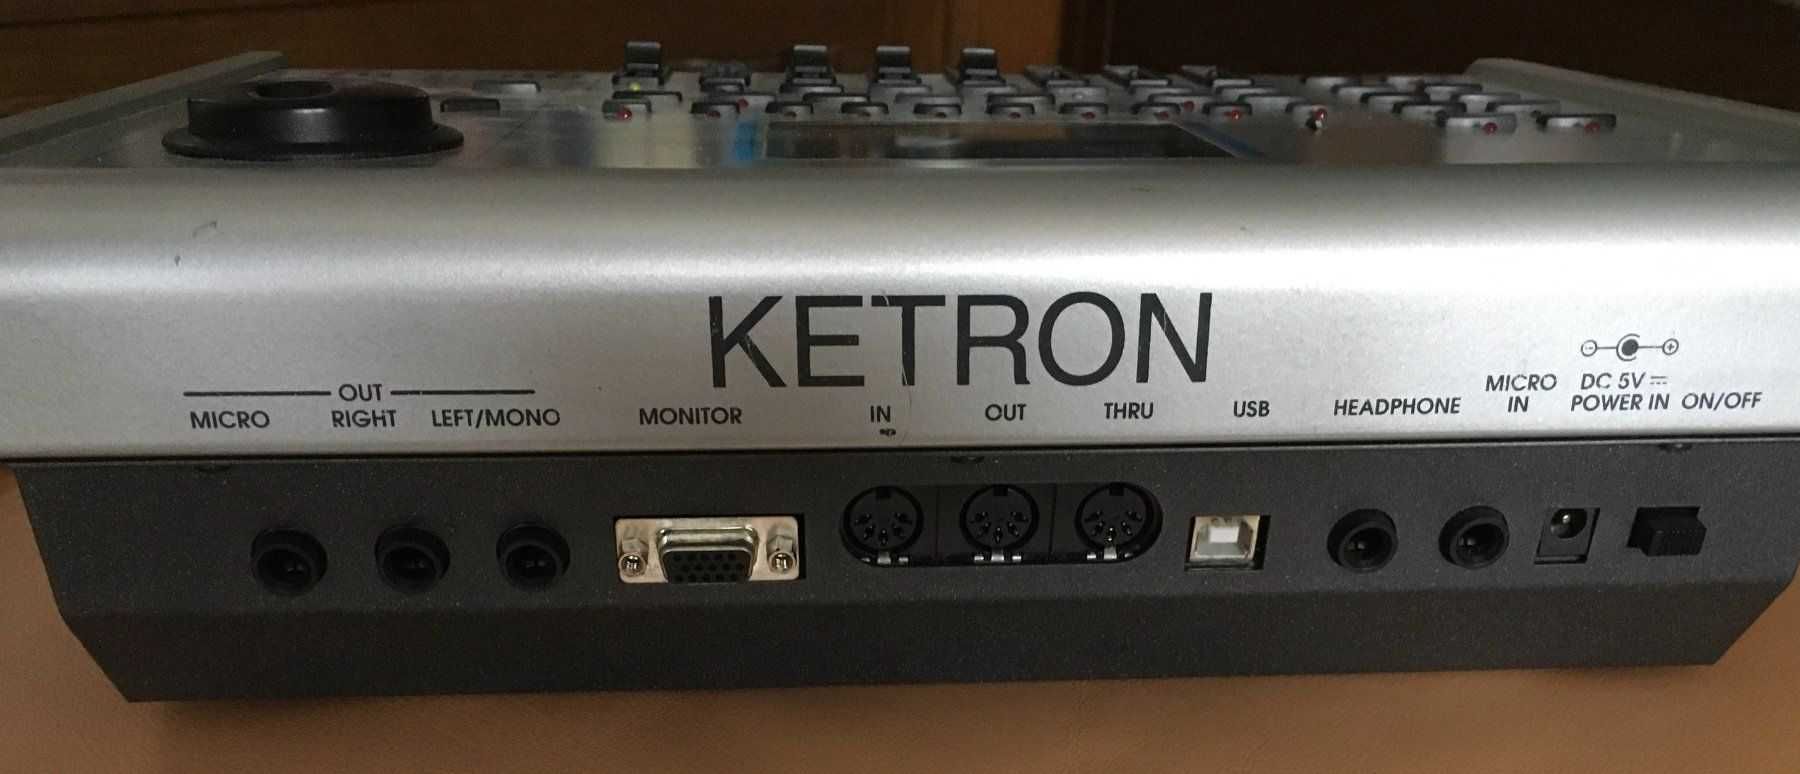 KETRON
OUT
MICRO RIGHT LEFT/MONO MONITOR IN OUT THRU USB HEADPHONE MICRO IN DC 5V POWER IN ON/OFF